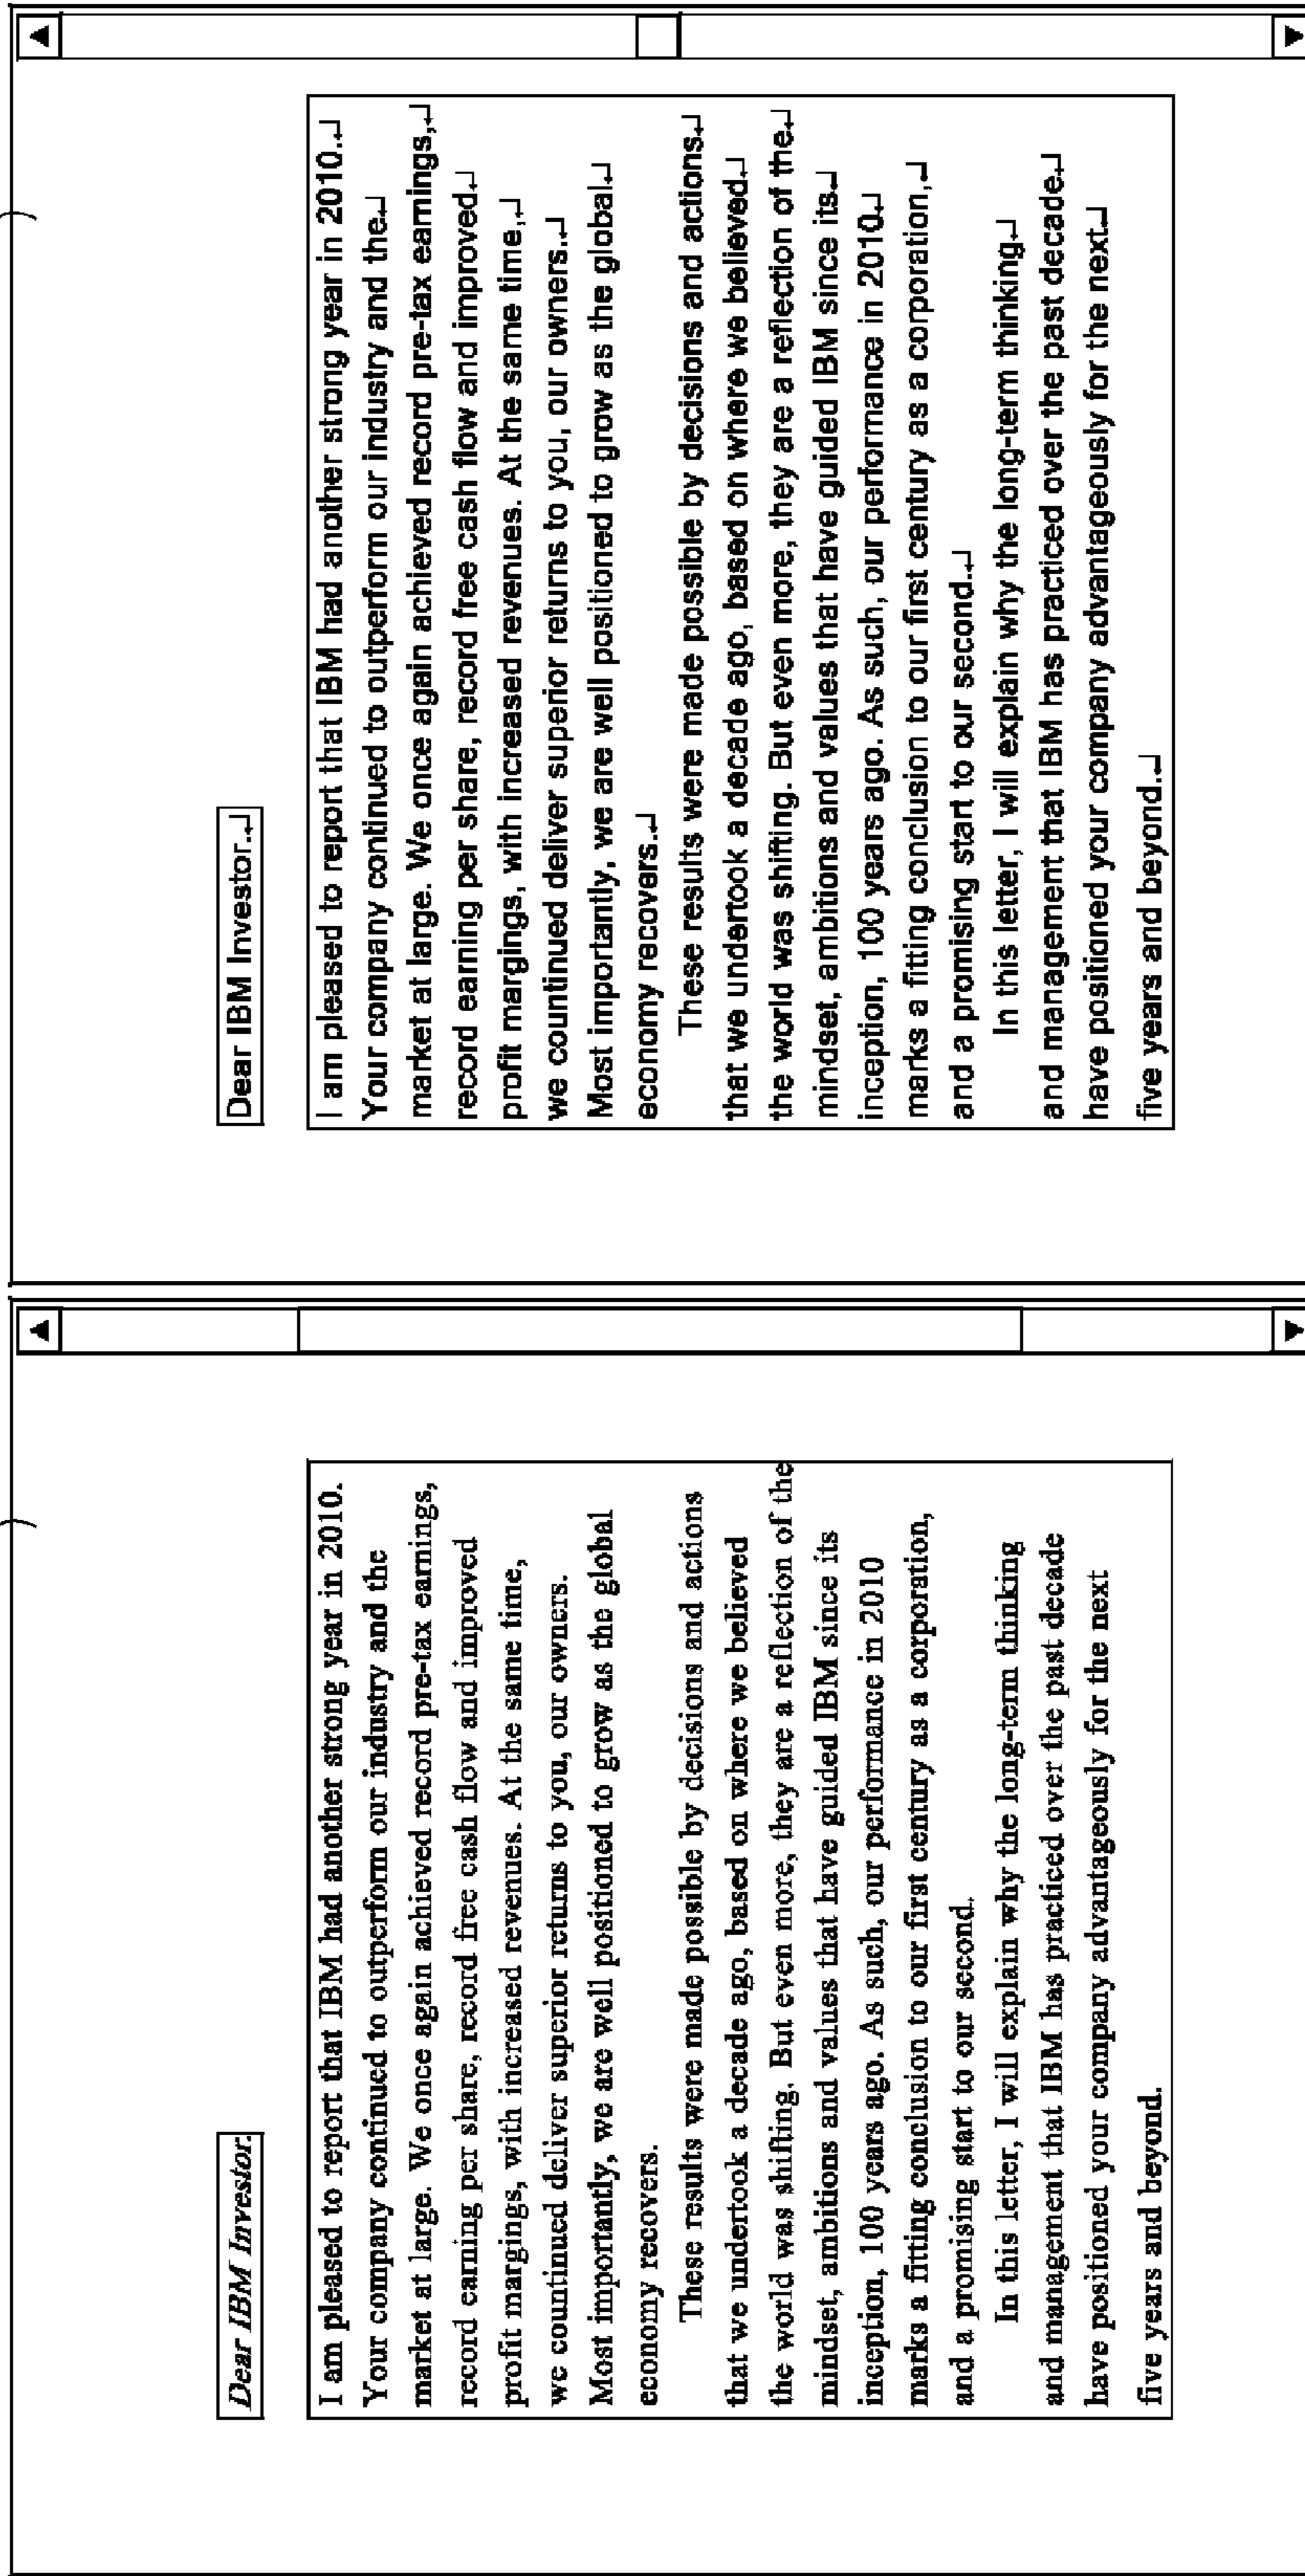 Dear IBM Investor.
I am pleased to report that IBM had another strong year in 2010.
Your company continued to outperform our industry and the
market at large. We once again achieved record pre-tax earnings,
record earning per share, record free cash flow and improved
profit margings, with increased revenues. At the same time,
we countinued deliver superior returns to you, our owners.
Most importantly, we are well positioned to grow as the global
economy recovers.
These results were made possible by decisions and actions
that we undertook a decade ago, based on where we believed
the world was shifting. But even more, they are a reflection of the
mindset, ambitions and values that have guided IBM since its
inception, 100 years ago. As such, our performance in 2010
marks a fitting conclusion to our first century as a corporation,
and a promising start to our second.
In this letter, I will explain why the long-term thinking
and management that IBM has practiced over the past decade
have positioned your company advantageously for the next
five years and beyond.
Dear IBM Investor.↵
I am pleased to report that IBM had another strong year in 2010.↵
Your company continued to outperform our industry and the↵
market at large. We once again achieved record pre-tax earnings,↵
record earning per share, record free cash flow and improved↵
profit margings, with increased revenues. At the same time,↵
we countinued deliver superior returns to you, our owners.↵
Most importantly, we are well positioned to grow as the global↵
economy recovers.↵
These results were made possible by decisions and actions↵
that we undertook a decade ago, based on where we believed↵
the world was shifting. But even more, they are a reflection of the↵
mindset, ambitions and values that have guided IBM since its↵
inception, 100 years ago. As such, our performance in 2010↵
marks a fitting conclusion to our first century as a corporation,↵
and a promising start to our second.↵
In this letter, I will explain why the long-term thinking↵
and management that IBM has practiced over the past decade↵
have positioned your company advantageously for the next↵
five years and beyond.↵